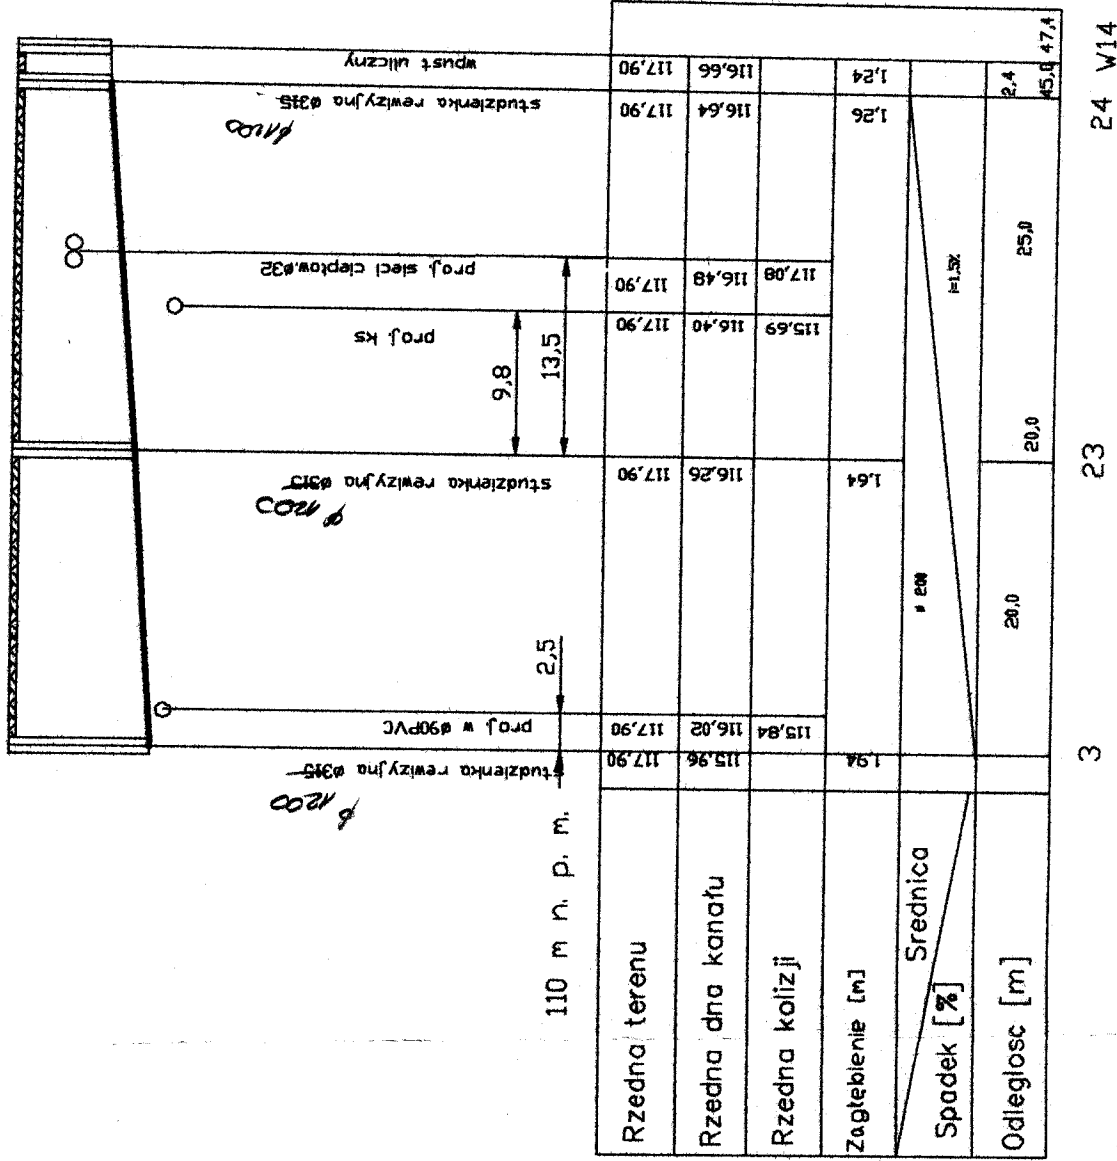 wpust uliczny
studzienka rewizyjna ø315
ø1200
proj. sieci cieptow.ø32
proj. ks
9,8
13,5
studzienka rewizyjna ø315
ø1200
2,5
proj. w ø90PVC
studzienka rewizyjna ø315
ø1200
110 m n. p. m.
Rzedna terenu
117,90
117,90
117,90
117,90
117,90
117,90
117,90
Rzedna dna kanału
115,96
116,02
116,26
116,40
116,48
116,64
116,66
Rzedna kolizji
115,84
115,69
117,08
Zagłębienie [m]
1,94
1,64
1,26
1,24
Srednica
Spadek [%]
ø 200
i=1,5%
Odleglosc [m]
20,0
20,0
25,0
45,0
2,4
47,4
3
23
24
W14